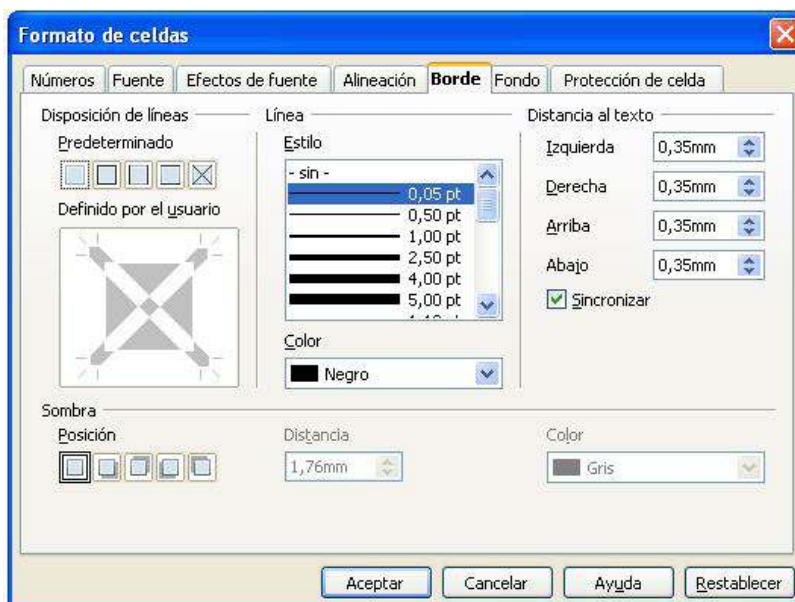 Formato de celdas
Números Fuente Efectos de fuente Alineación Borde Fondo Protección de celda
Disposición de líneas
Predeterminado
Definido por el usuario
Línea
Estilo
- sin -
0,05 pt
0,50 pt
1,00 pt
2,50 pt
4,00 pt
5,00 pt
Color
Negro
Distancia al texto
Izquierda 0,35mm
Derecha 0,35mm
Arriba 0,35mm
Abajo 0,35mm
Sincronizar
Sombra
Posición
Distancia
1,76mm
Color
Gris
Aceptar Cancelar Ayuda Restablecer